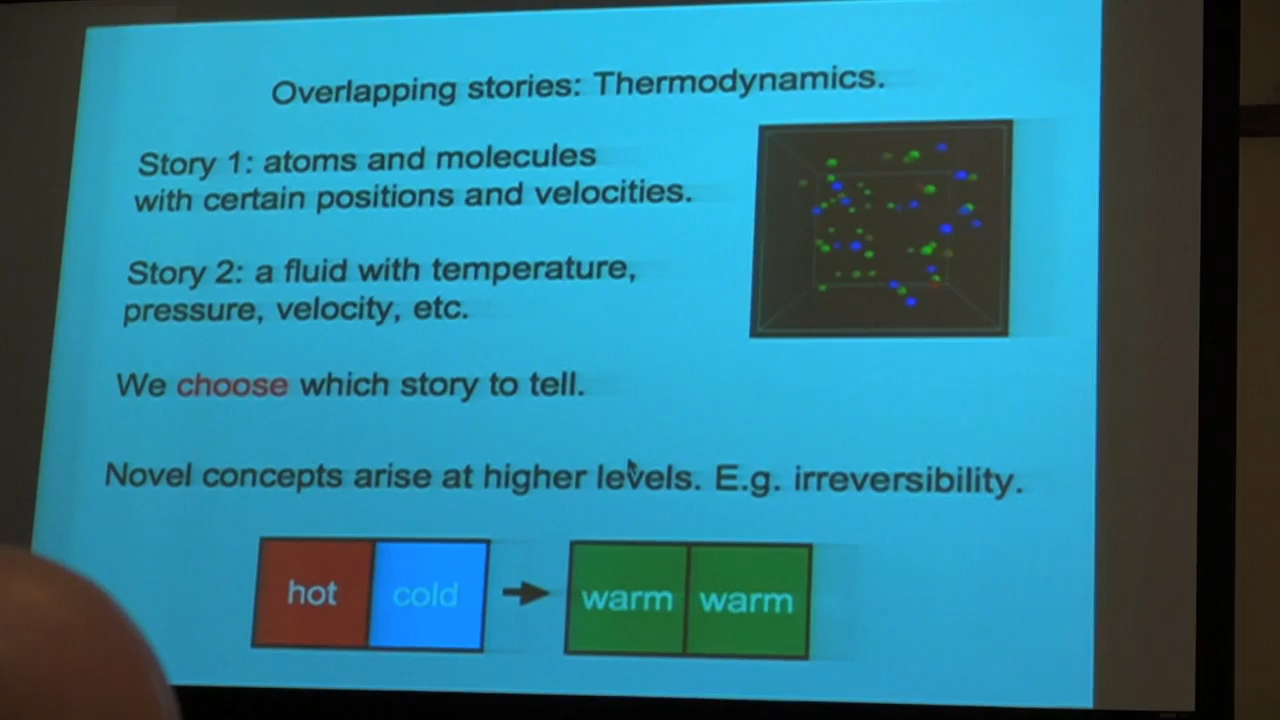 Overlapping stories: Thermodynamics.
Story 1: atoms and molecules
with certain positions and velocities.
Story 2: a fluid with temperature,
pressure, velocity, etc.
We choose which story to tell.
Novel concepts arise at higher levels. E.g. irreversibility.
hot cold warm warm